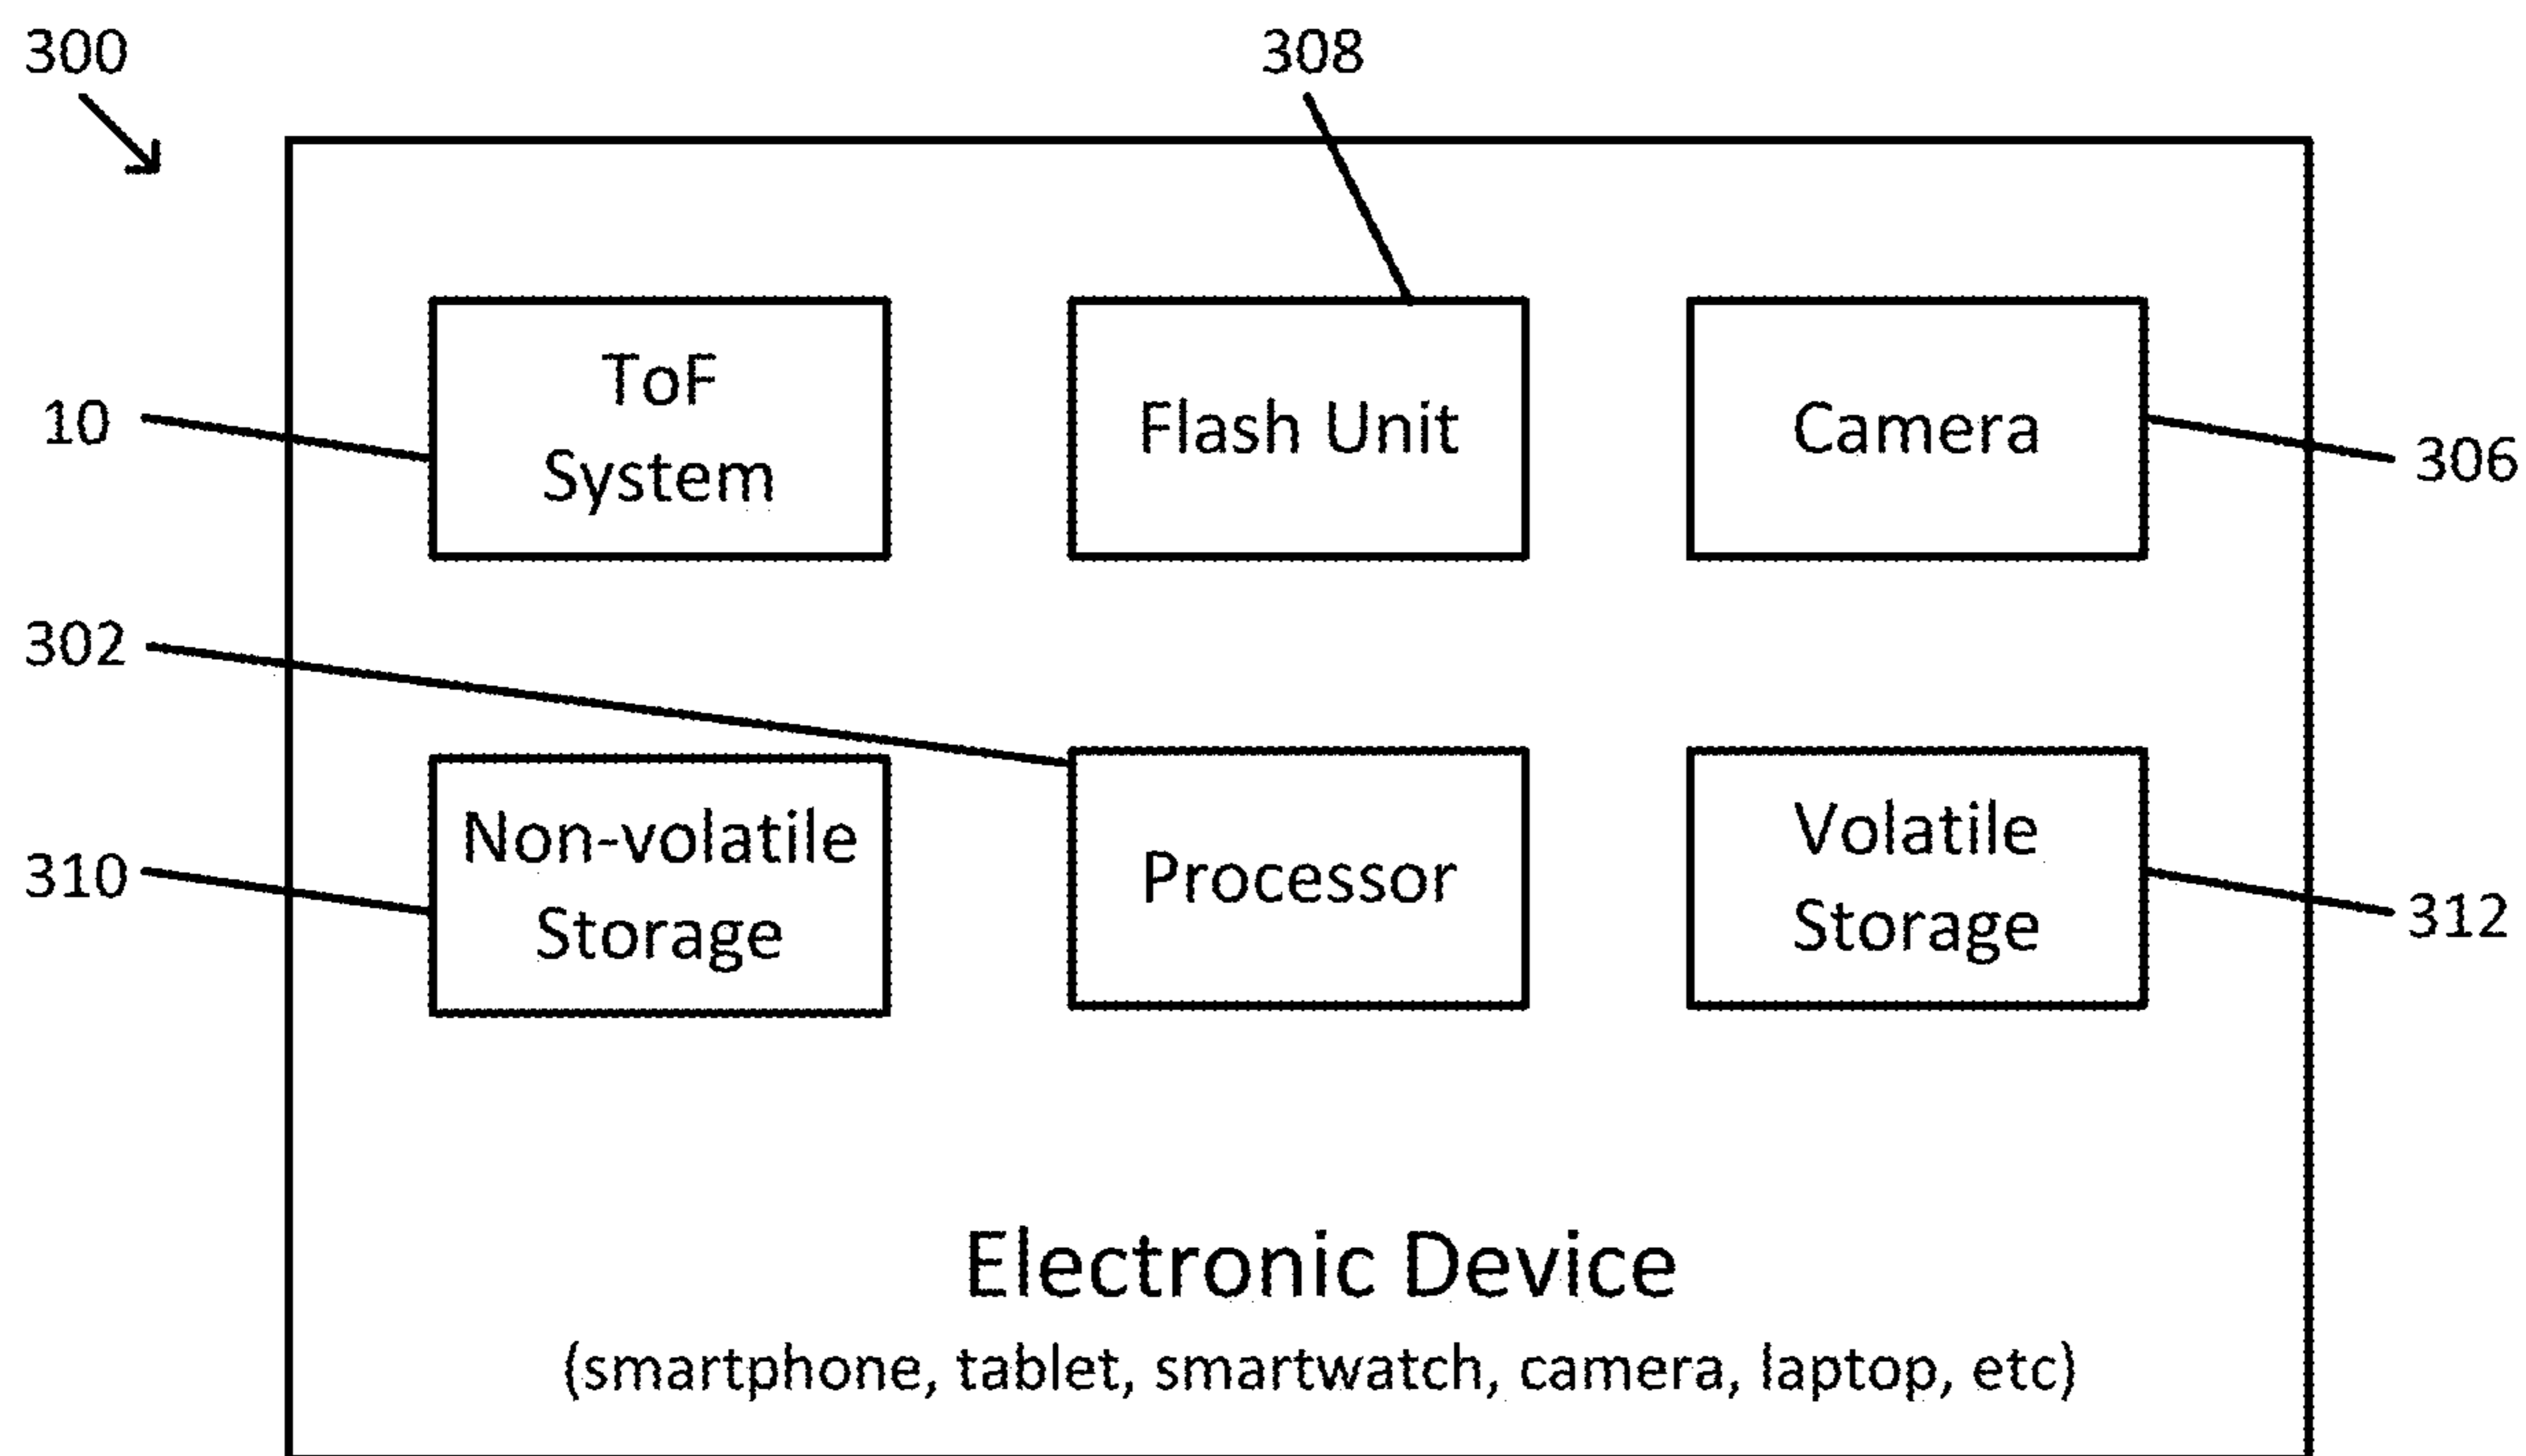 300
308
ToF
System
Flash Unit
Camera
10
306
302
Non-volatile
Storage
Processor
Volatile
Storage
310
312
Electronic Device
(smartphone, tablet, smartwatch, camera, laptop, etc)